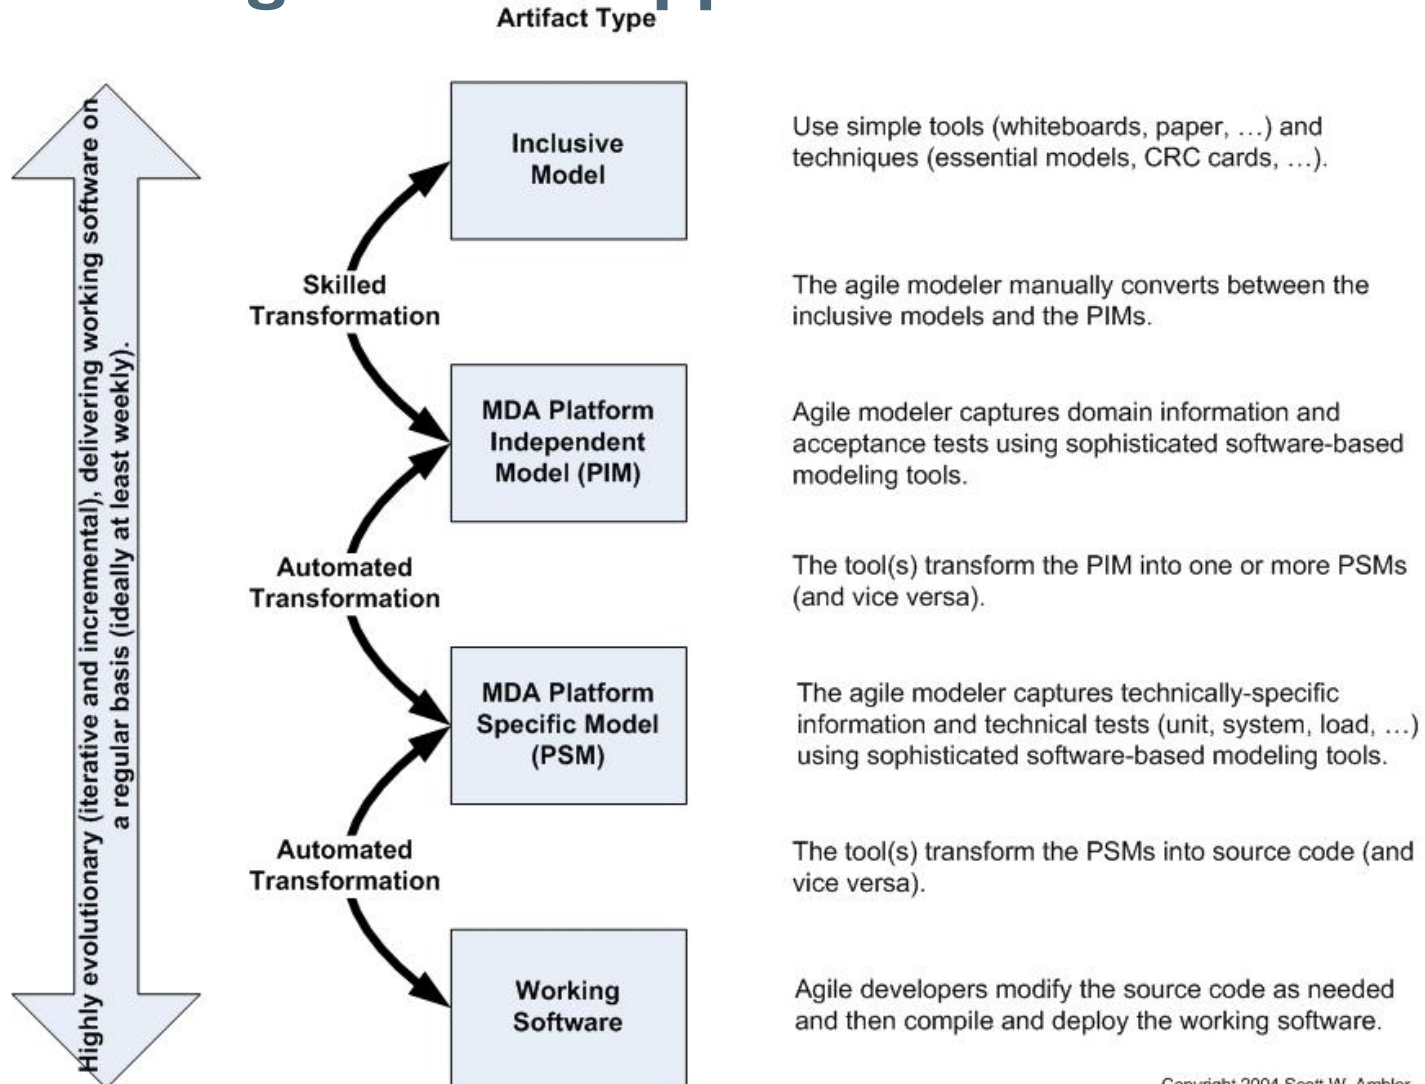 Artifact Type
Highly evolutionary (iterative and incremental), delivering working software on
a regular basis (ideally at least weekly).
Inclusive
Model
Use simple tools (whiteboards, paper, …) and
techniques (essential models, CRC cards, …).
Skilled
Transformation
The agile modeler manually converts between the
inclusive models and the PIMs.
MDA Platform
Independent
Model (PIM)
Agile modeler captures domain information and
acceptance tests using sophisticated software-based
modeling tools.
Automated
Transformation
The tool(s) transform the PIM into one or more PSMs
(and vice versa).
MDA Platform
Specific Model
(PSM)
The agile modeler captures technically-specific
information and technical tests (unit, system, load, …)
using sophisticated software-based modeling tools.
Automated
Transformation
The tool(s) transform the PSMs into source code (and
vice versa).
Working
Software
Agile developers modify the source code as needed
and then compile and deploy the working software.
Copyright 2004 Scott W. Ambler